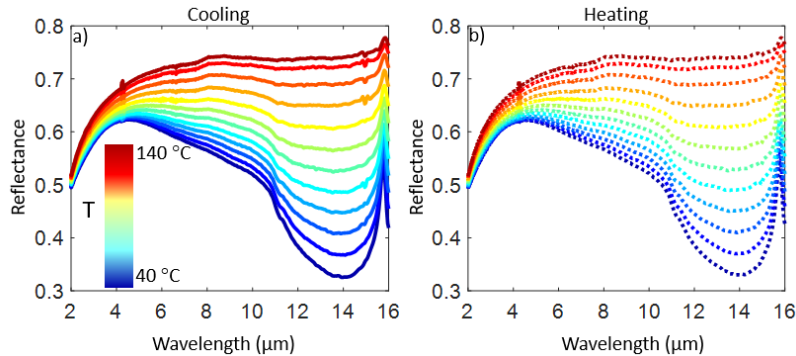 Cooling
a)
0.8
0.7
0.6
0.5
0.4
0.3
Reflectance
140 °C
T
40 °C
2 4 6 8 10 12 14 16
Wavelength (μm)
Heating
b)
0.8
0.7
0.6
0.5
0.4
0.3
Reflectance
2 4 6 8 10 12 14 16
Wavelength (μm)